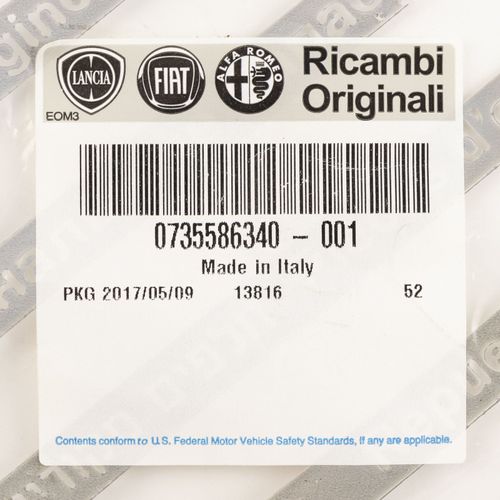 LANCIA
FIAT
ALFA ROMEO
Ricambi
Originali
EOM3
0735586340 - 001
Made in Italy
PKG 2017/05/09 13816 52
Contents conform to U.S. Federal Motor Vehicle Safety Standards, if any are applicable.